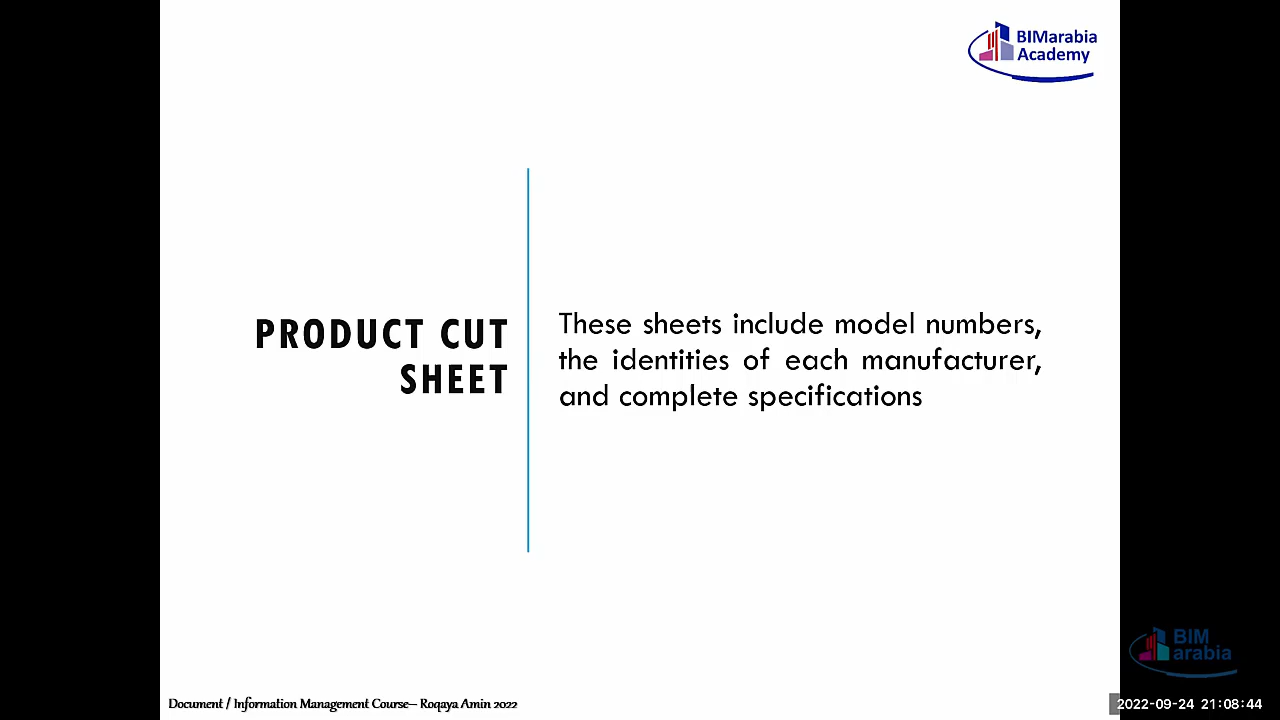 BIMarabia
Academy
PRODUCT CUT
SHEET
These sheets include model numbers,
the identities of each manufacturer,
and complete specifications
BIM
arabia
Document / Information Management Course– Roqaya Amin 2022
2022-09-24 21:08:44